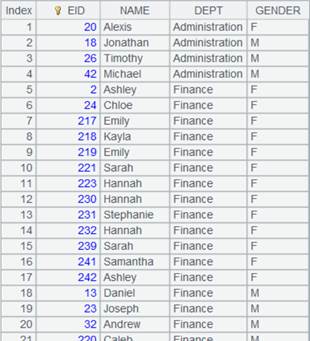 Index EID NAME DEPT GENDER
1 20 Alexis Administration F
2 18 Jonathan Administration M
3 26 Timothy Administration M
4 42 Michael Administration M
5 2 Ashley Finance F
6 24 Chloe Finance F
7 217 Emily Finance F
8 218 Kayla Finance F
9 219 Emily Finance F
10 221 Sarah Finance F
11 223 Hannah Finance F
12 230 Hannah Finance F
13 231 Stephanie Finance F
14 232 Hannah Finance F
15 239 Sarah Finance F
16 241 Samantha Finance F
17 242 Ashley Finance F
18 13 Daniel Finance M
19 23 Joseph Finance M
20 32 Andrew Finance M
21 220 Caleb Finance M